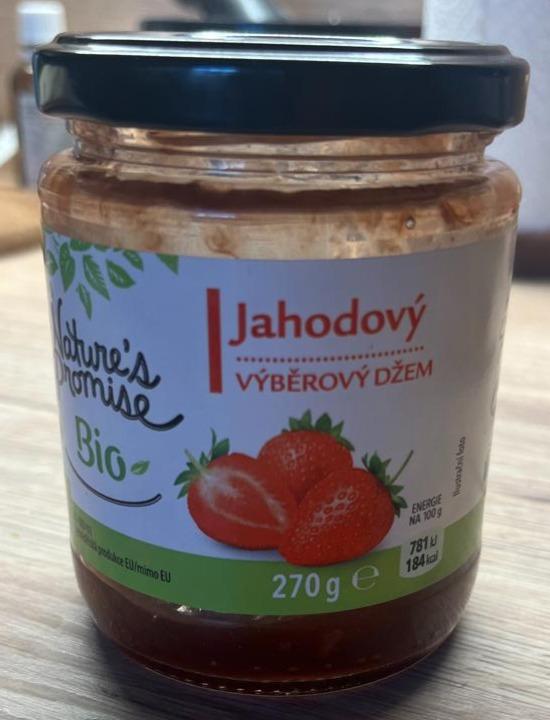 Nature's
Promise
Bio
Jahodový
VÝBĚROVÝ DŽEM
Ilustrační foto
ENERGIE
NA 100 g
781 kJ
184 kcal
produkce EU/mimo EU
270 g e